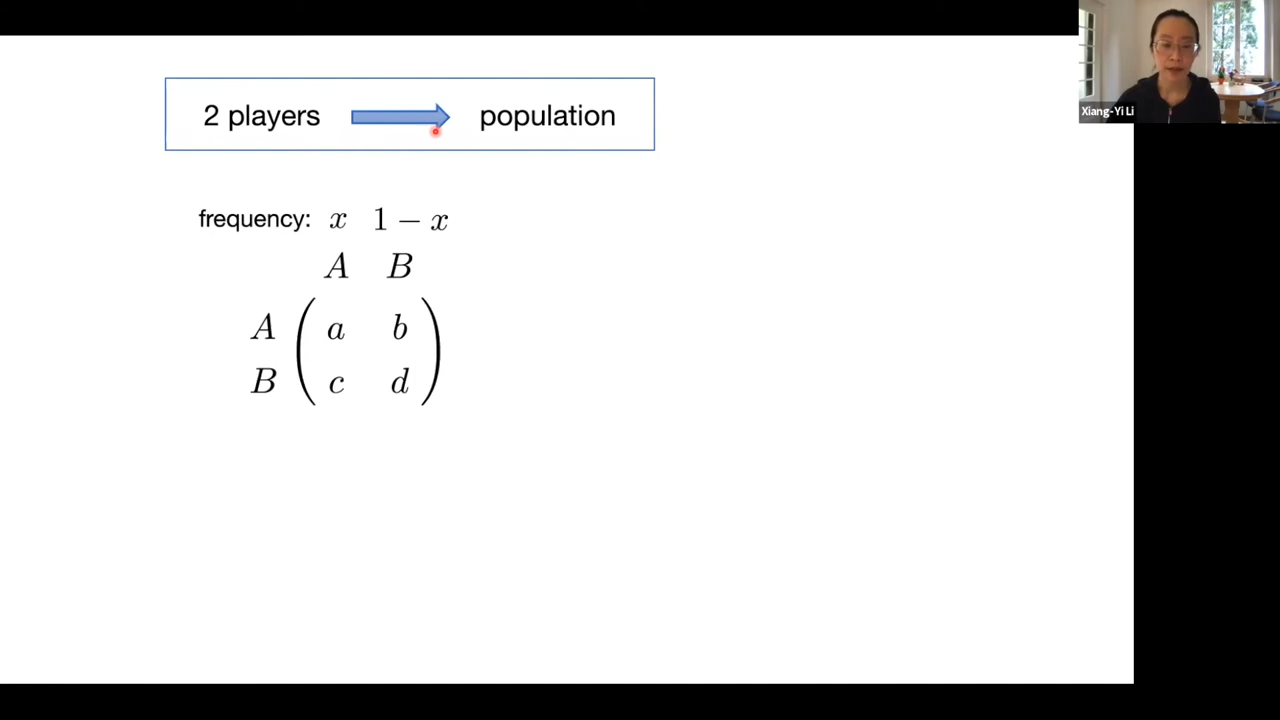 2 players population
frequency: x 1 − x
A B
A a b
B c d
Xiang-Yi Li